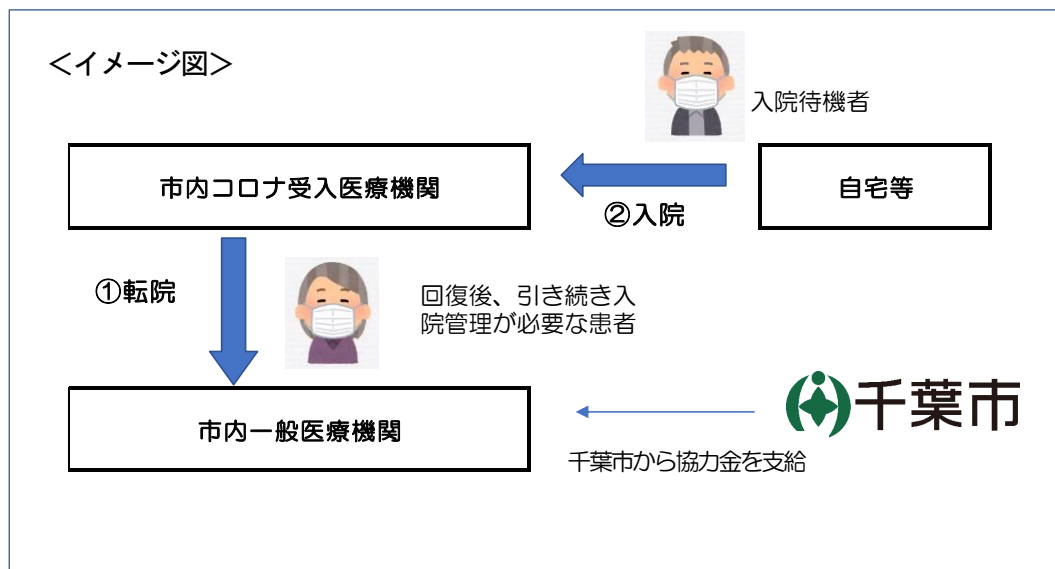 ＜イメージ図＞
入院待機者
市内コロナ受入医療機関
自宅等
②入院
①転院
回復後、引き続き入
院管理が必要な患者
千葉市
市内一般医療機関
千葉市から協力金を支給